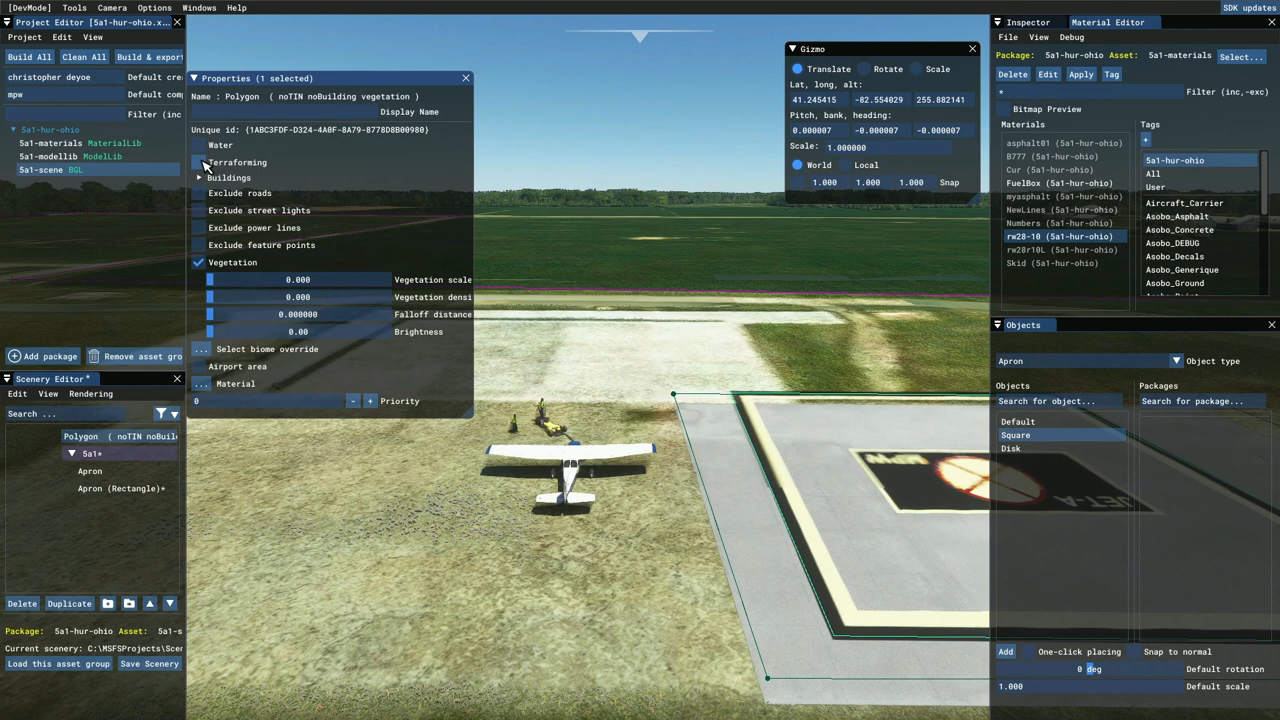 [DevMode] Tools Camera Options Windows Help SDK updates
Project Editor [5a1-hur-ohio.x...
Project Edit View
Build All Clean All Build & export
christopher deyoe Default cre
mpw Default com
Filter (inc
5a1-hur-ohio
5a1-materials MaterialLib
5a1-modellib ModelLib
5a1-scene BGL
Add package Remove asset gro
Scenery Editor*
Edit View Rendering
Search ...
Polygon ( noTIN noBuil
5a1*
Apron
Apron (Rectangle)*
Delete Duplicate
Package: 5a1-hur-ohio Asset: 5a1-s
Current scenery: C:\MSFSProjects\Scen
Load this asset group Save Scenery
Properties (1 selected)
Name : Polygon ( noTIN noBuilding vegetation )
Display Name
Unique id: {1ABC3FDF-D324-4A0F-8A79-8778D8B00980}
Water
Terraforming
Buildings
Exclude roads
Exclude street lights
Exclude power lines
Exclude feature points
Vegetation
0.000 Vegetation scale
0.000 Vegetation densi
0.000000 Falloff distance
0.00 Brightness
... Select biome override
Airport area
... Material
0 - + Priority
Gizmo
Translate Rotate Scale
Lat, long, alt:
41.245415 -82.554029 255.882141
Pitch, bank, heading:
0.000007 -0.000007 -0.000007
Scale: 1.000000
World Local
1.000 1.000 1.000 Snap
JET-A
Inspector Material Editor
File View Debug
Package: 5a1-hur-ohio Asset: 5a1-materials Select...
Delete Edit Apply Tag
* Filter (inc,-exc)
Bitmap Preview
Materials
asphalt01 (5a1-hur-ohio)
B777 (5a1-hur-ohio)
Cur (5a1-hur-ohio)
FuelBox (5a1-hur-ohio)
myasphalt (5a1-hur-ohio)
NewLines (5a1-hur-ohio)
Numbers (5a1-hur-ohio)
rw28-10 (5a1-hur-ohio)
rw28r10L (5a1-hur-ohio)
Skid (5a1-hur-ohio)
Tags
+
5a1-hur-ohio
All
User
Aircraft_Carrier
Asobo_Asphalt
Asobo_Concrete
Asobo_DEBUG
Asobo_Decals
Asobo_Generique
Asobo_Ground
Objects
Apron Object type
Objects Packages
Search for object... Search for package...
Default
Square
Disk
Add One-click placing Snap to normal
0 deg Default rotation
1.000 Default scale